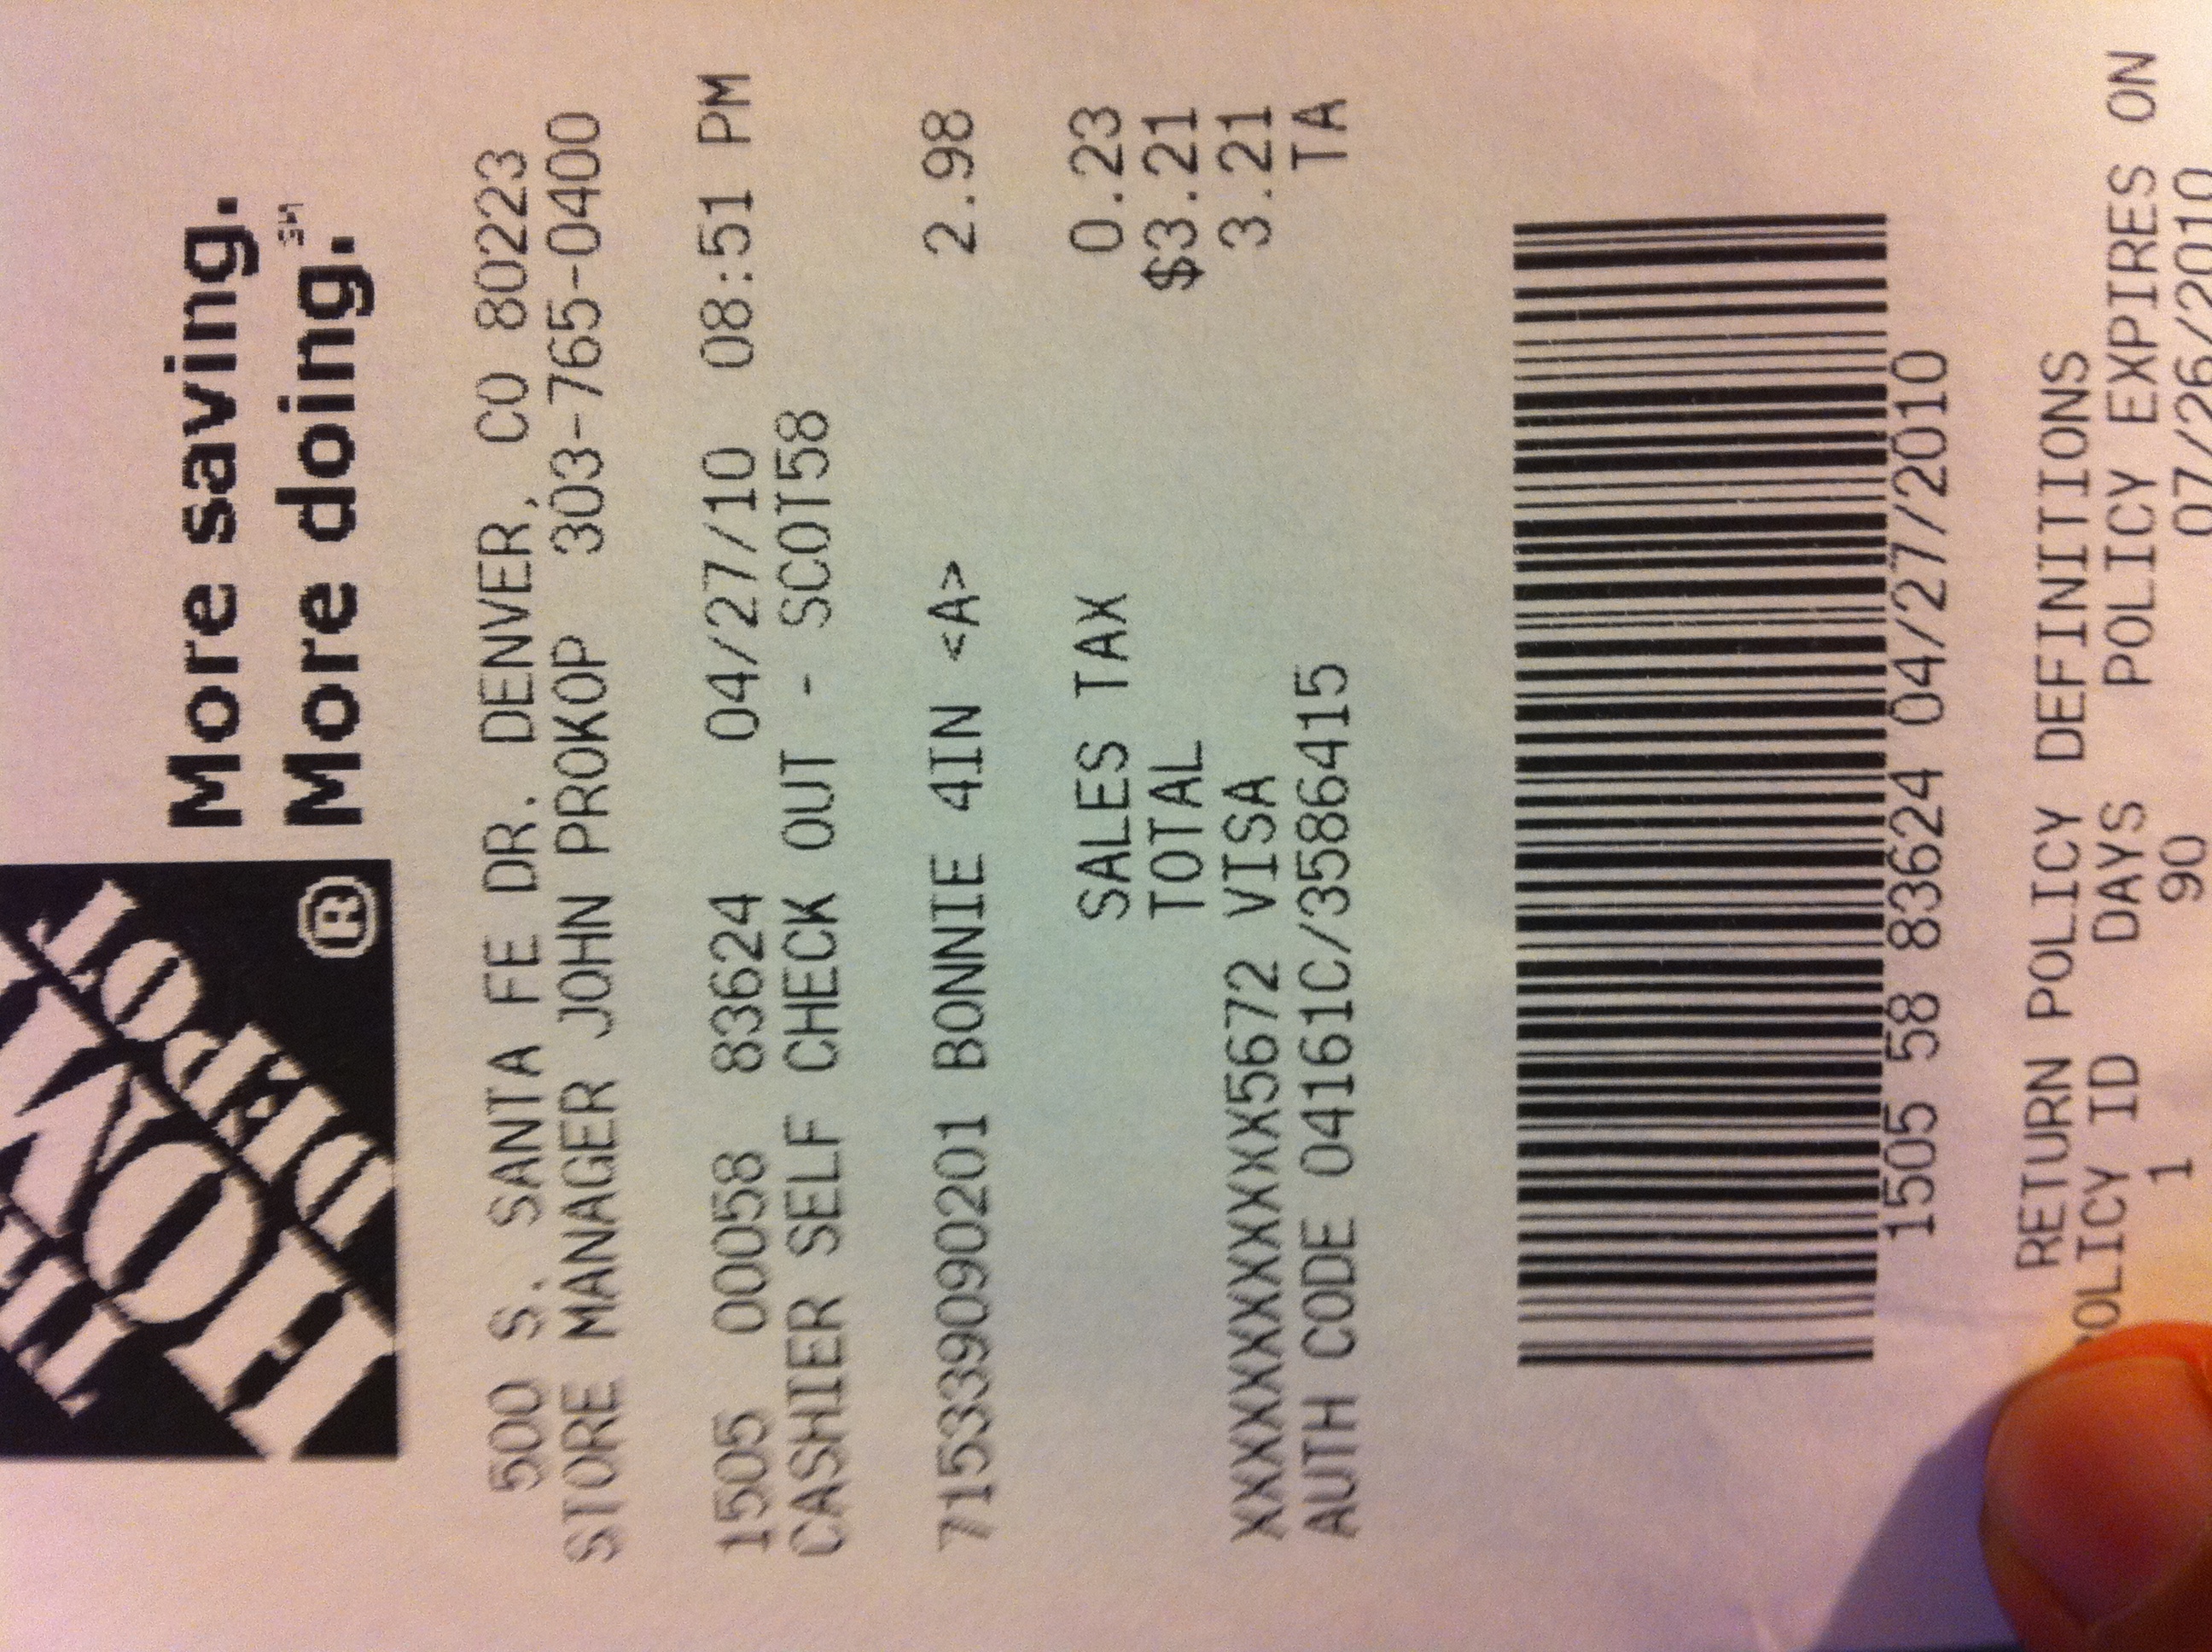 THE
HOME
DEPOT
®
More saving.
More doing.℠
500 S. SANTA FE DR. DENVER, CO 80223
STORE MANAGER JOHN PROKOP 303-765-0400
1505 00058 83624 04/27/10 08:51 PM
CASHIER SELF CHECK OUT - SCOT58
715339090201 BONNIE 4IN <A> 2.98
SALES TAX 0.23
TOTAL $3.21
XXXXXXXXXXXX5672 VISA 3.21
AUTH CODE 04161C/3586415 TA
1505 58 83624 04/27/2010
RETURN POLICY DEFINITIONS
POLICY ID DAYS POLICY EXPIRES ON
1 90 07/26/2010